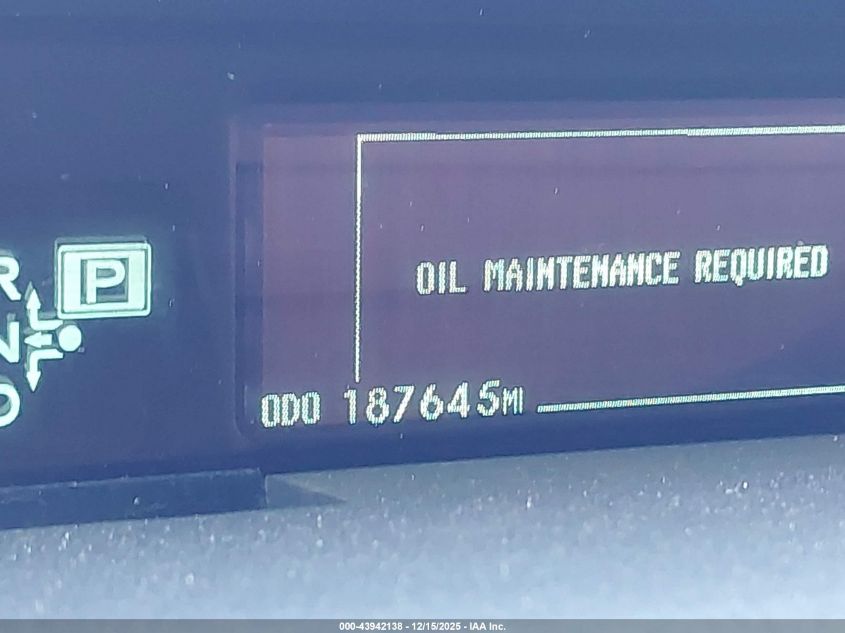 R
P
N
D
OIL MAINTENANCE REQUIRED
ODO 187645MI
000-43942138 - 12/15/2025 - IAA Inc.